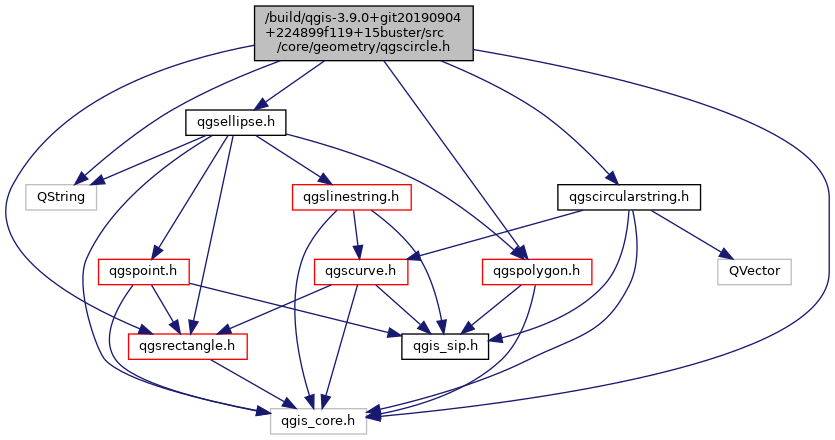 /build/qgis-3.9.0+git20190904
+224899f119+15buster/src
/core/geometry/qgscircle.h
qgsellipse.h
QString
qgslinestring.h
qgscircularstring.h
qgspoint.h
qgscurve.h
qgspolygon.h
QVector
qgsrectangle.h
qgis_sip.h
qgis_core.h